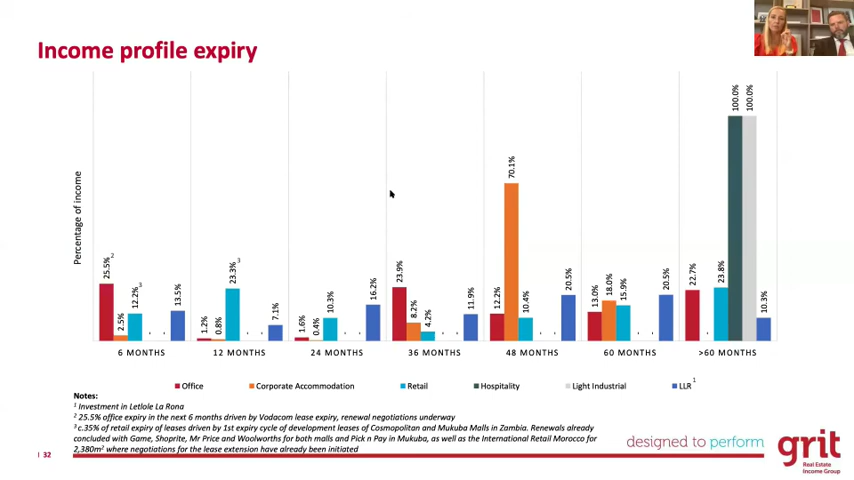 Income profile expiry
Percentage of income
25.5% 2
2.5%
12.2% 3
13.5%
1.2%
0.8%
23.3% 3
7.1%
1.6%
0.4%
10.3%
16.2%
23.9%
8.2%
4.2%
11.9%
12.2%
70.1%
10.4%
20.5%
13.0%
18.0%
15.9%
20.5%
22.7%
23.8%
100.0%
100.0%
10.3%
6 MONTHS 12 MONTHS 24 MONTHS 36 MONTHS 48 MONTHS 60 MONTHS >60 MONTHS
Office Corporate Accommodation Retail Hospitality Light Industrial LLR 1
Notes:
1 Investment in Letlole La Rona
2 25.5% office expiry in the next 6 months driven by Vodacom lease expiry, renewal negotiations underway
3 c.35% of retail expiry of leases driven by 1st expiry cycle of development leases of Cosmopolitan and Mukuba Malls in Zambia. Renewals already
concluded with Game, Shoprite, Mr Price and Woolworths for both malls and Pick n Pay in Mukuba, as well as the International Retail Morocco for
2,380m2 where negotiations for the lease extension have already been initiated
designed to perform
grit
Real Estate
Income Group
I 32